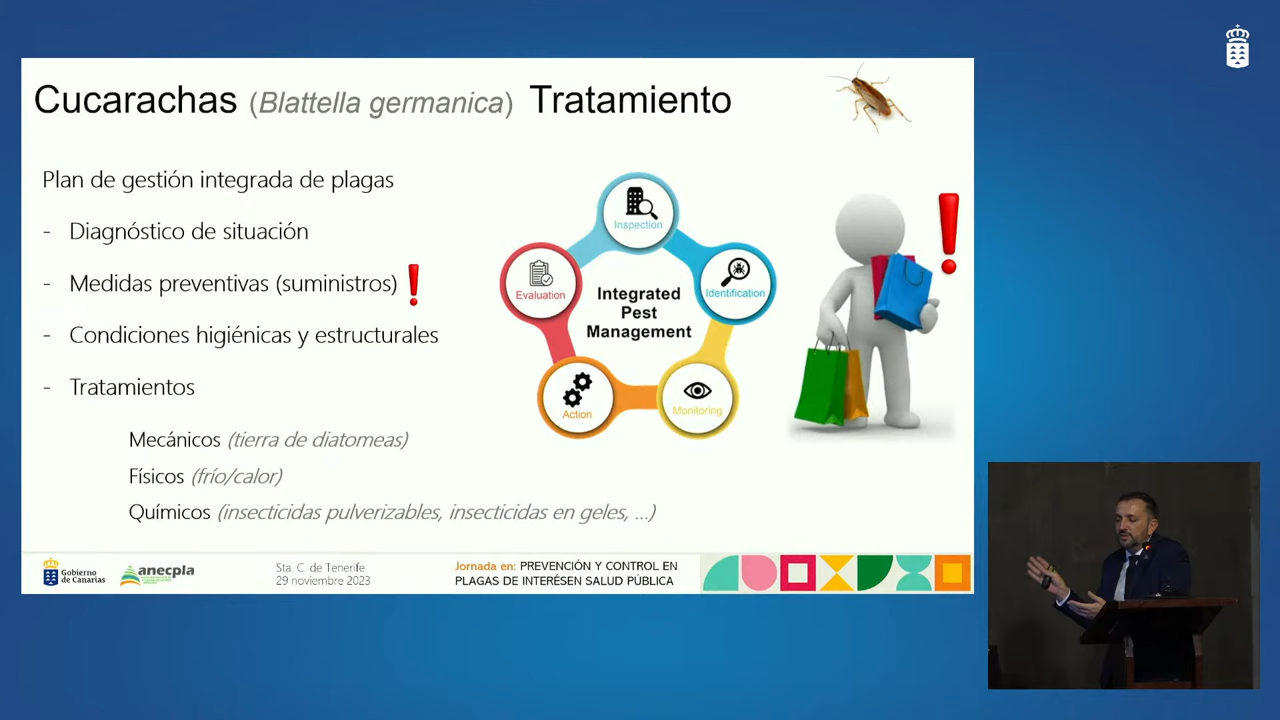 Cucarachas (Blattella germanica) Tratamiento
Plan de gestión integrada de plagas
- Diagnóstico de situación
- Medidas preventivas (suministros)
- Condiciones higiénicas y estructurales
- Tratamientos
Mecánicos (tierra de diatomeas)
Físicos (frío/calor)
Químicos (insecticidas pulverizables, insecticidas en geles, ...)
Inspection
Evaluation
Identification
Integrated
Pest
Management
Action
Monitoring
Gobierno
de Canarias
anecpla
Sta. C. de Tenerife
29 noviembre 2023
Jornada en: PREVENCIÓN Y CONTROL EN
PLAGAS DE INTERÉSEN SALUD PÚBLICA